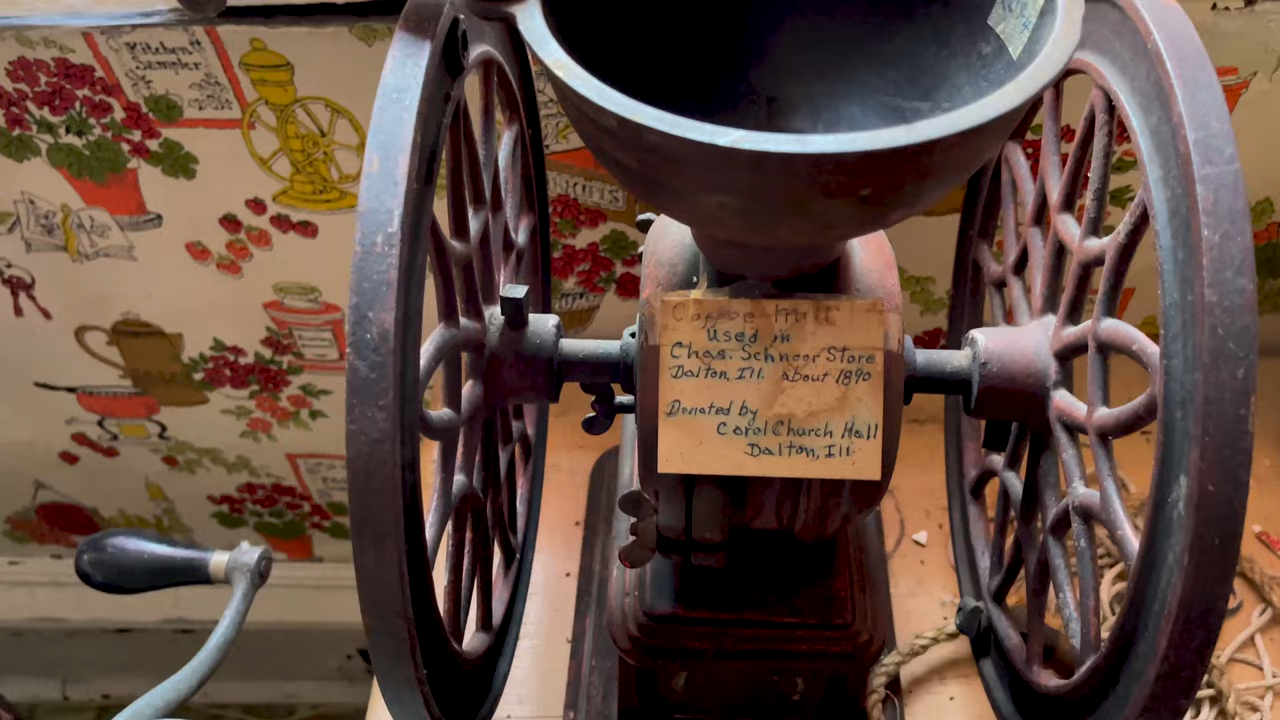 Kitchen
Sampler
Coffee Mill
Used in
Chas. Schnoor Store
Dalton, Ill. about 1890
Donated by
Carol Church Hall
Dalton, Ill.